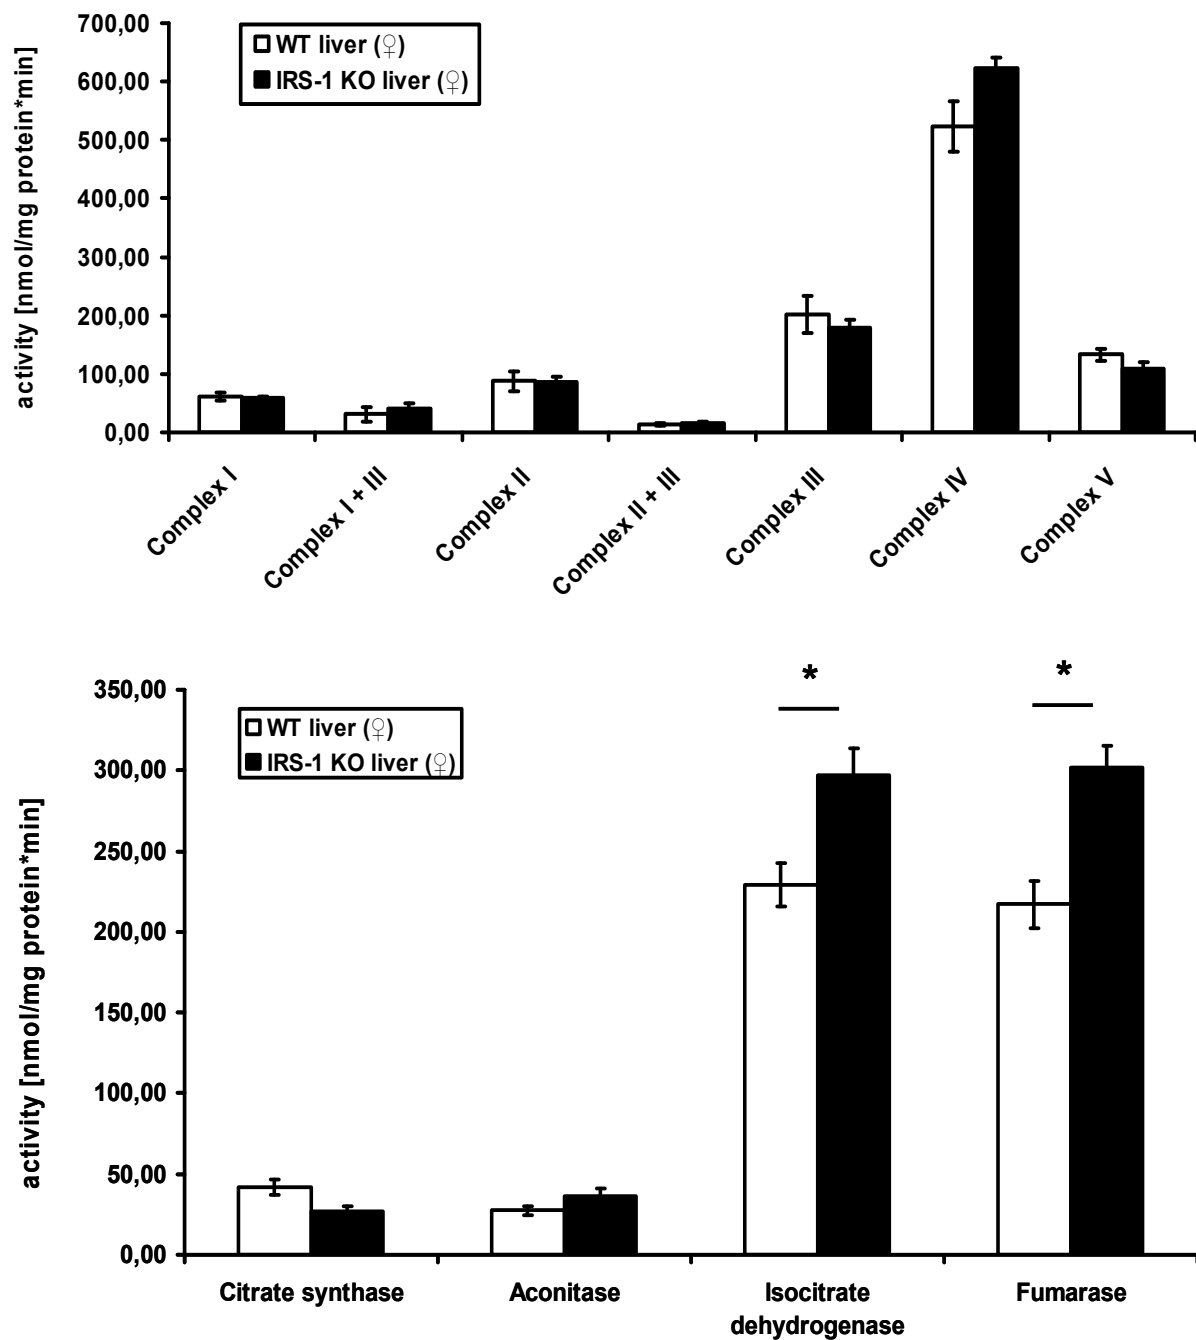 700,00
600,00
500,00
400,00
300,00
200,00
100,00
0,00
activity [nmol/mg protein*min]
WT liver (♀)
IRS-1 KO liver (♀)
Complex I
Complex I + III
Complex II
Complex II + III
Complex III
Complex IV
Complex V
350,00
300,00
250,00
200,00
150,00
100,00
50,00
0,00
activity [nmol/mg protein*min]
WT liver (♀)
IRS-1 KO liver (♀)
*
*
Citrate synthase
Aconitase
Isocitrate
dehydrogenase
Fumarase